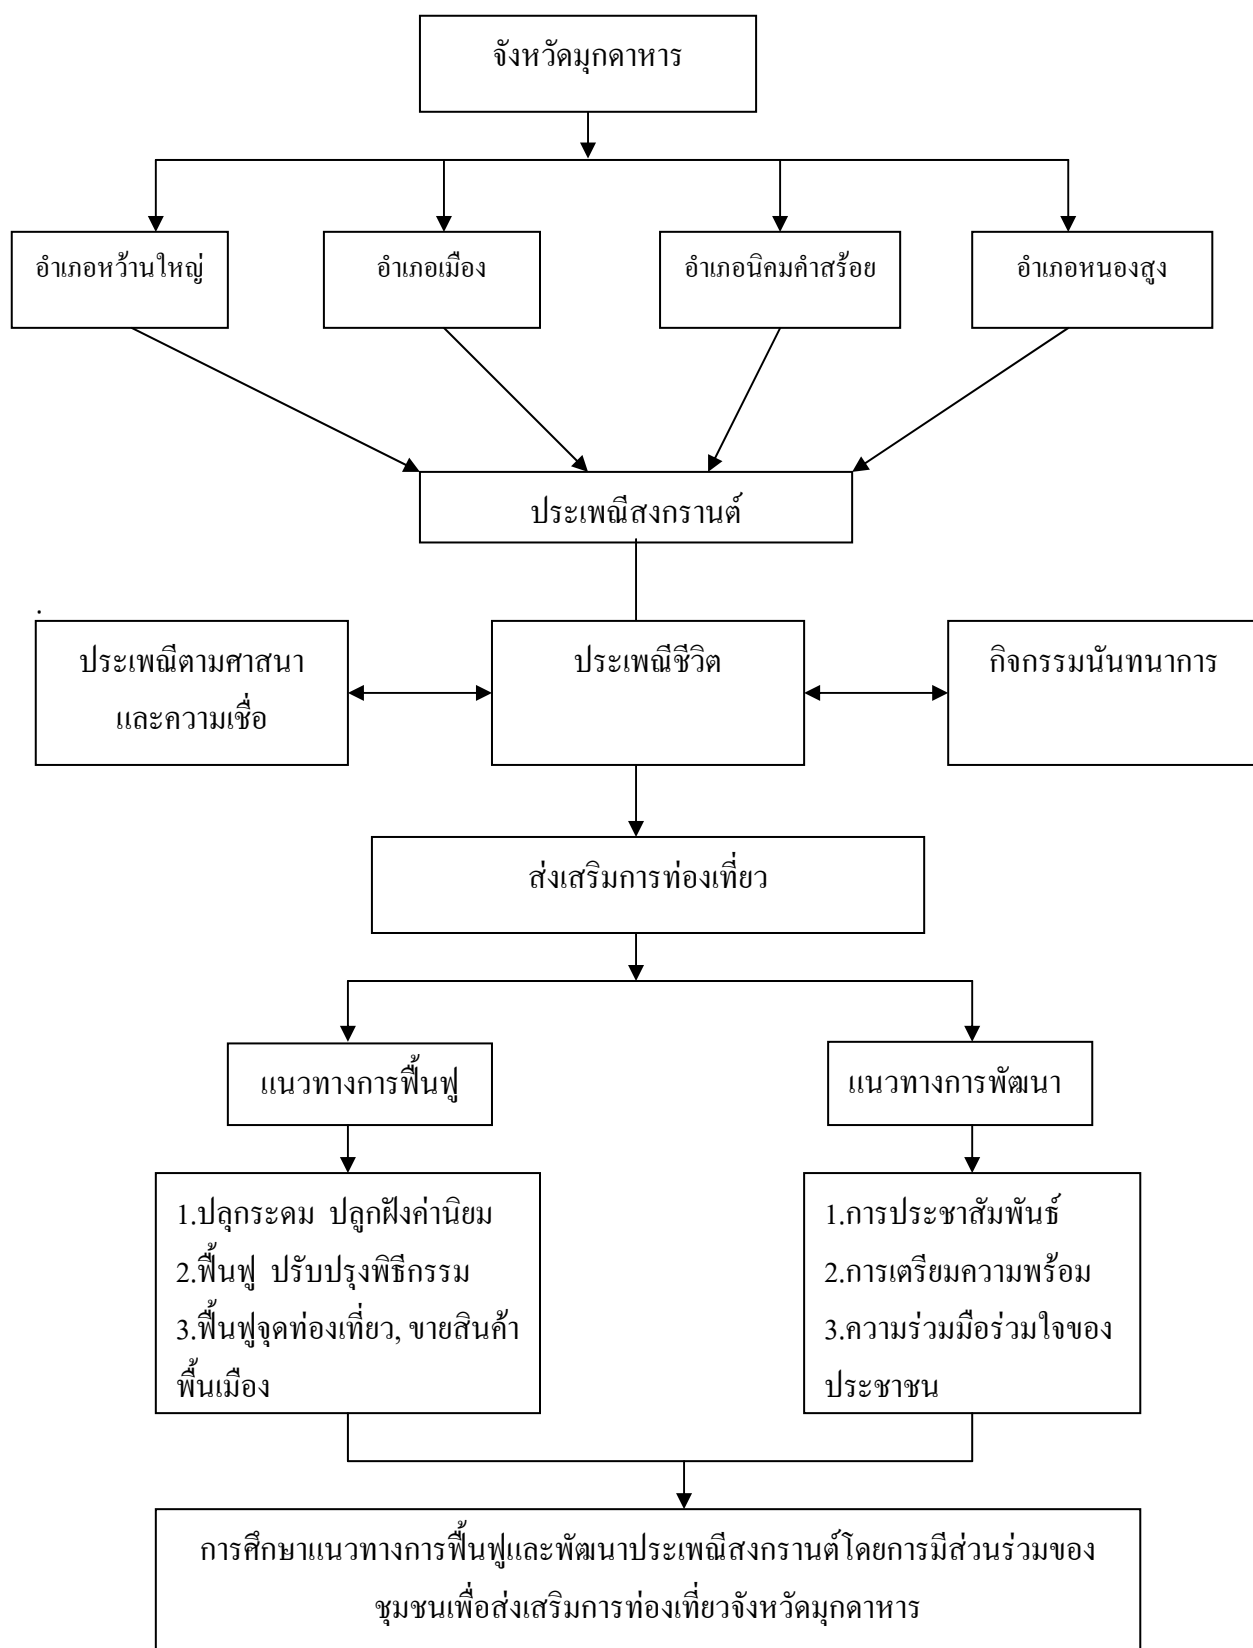 จังหวัดมุกดาหาร
อำเภอหว้านใหญ่
อำเภอเมือง
อำเภอนิคมคำสร้อย
อำเภอหนองสูง
ประเพณีสงกรานต์
.
ประเพณีตามศาสนา
และความเชื่อ
ประเพณีชีวิต
กิจกรรมนันทนาการ
ส่งเสริมการท่องเที่ยว
แนวทางการฟื้นฟู
แนวทางการพัฒนา
1.ปลุกระดม ปลูกฝังค่านิยม
2.ฟื้นฟู ปรับปรุงพิธีกรรม
3.ฟื้นฟูจุดท่องเที่ยว, ขายสินค้า
พื้นเมือง
1.การประชาสัมพันธ์
2.การเตรียมความพร้อม
3.ความร่วมมือร่วมใจของ
ประชาชน
การศึกษาแนวทางการฟื้นฟูและพัฒนาประเพณีสงกรานต์โดยการมีส่วนร่วมของ
ชุมชนเพื่อส่งเสริมการท่องเที่ยวจังหวัดมุกดาหาร